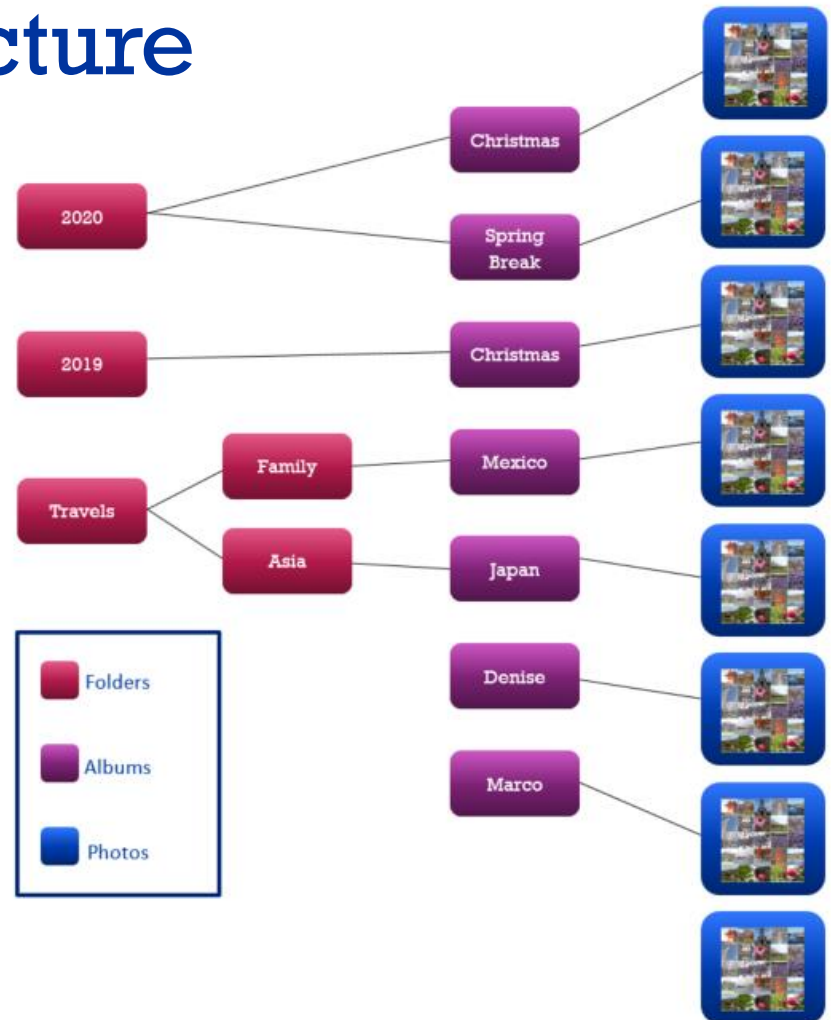 cture
Christmas
2020
Spring
Break
2019
Christmas
Family
Mexico
Travels
Asia
Japan
Folders
Denise
Albums
Marco
Photos